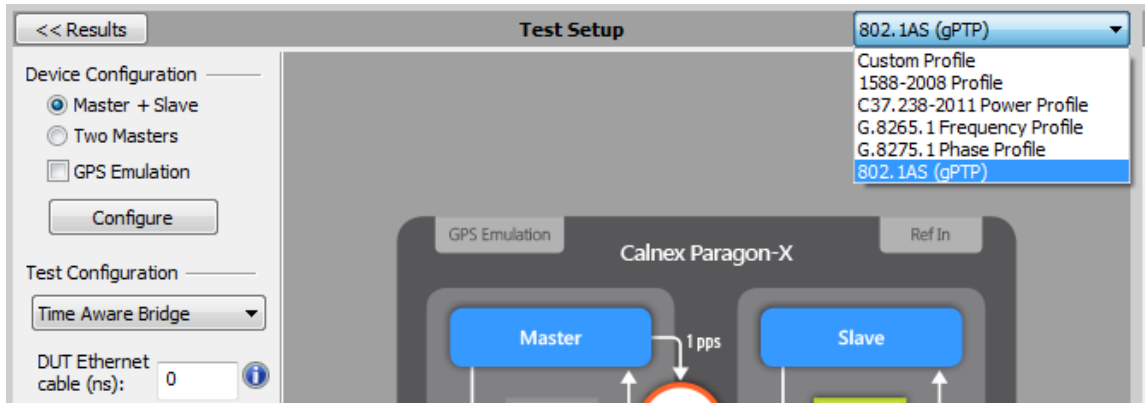 << Results
Test Setup
802.1AS (gPTP)
Custom Profile
1588-2008 Profile
C37.238-2011 Power Profile
G.8265.1 Frequency Profile
G.8275.1 Phase Profile
802.1AS (gPTP)
Device Configuration
Master + Slave
Two Masters
GPS Emulation
Configure
Test Configuration
Time Aware Bridge
DUT Ethernet
cable (ns):
0
GPS Emulation
Ref In
Calnex Paragon-X
Master
1 pps
Slave